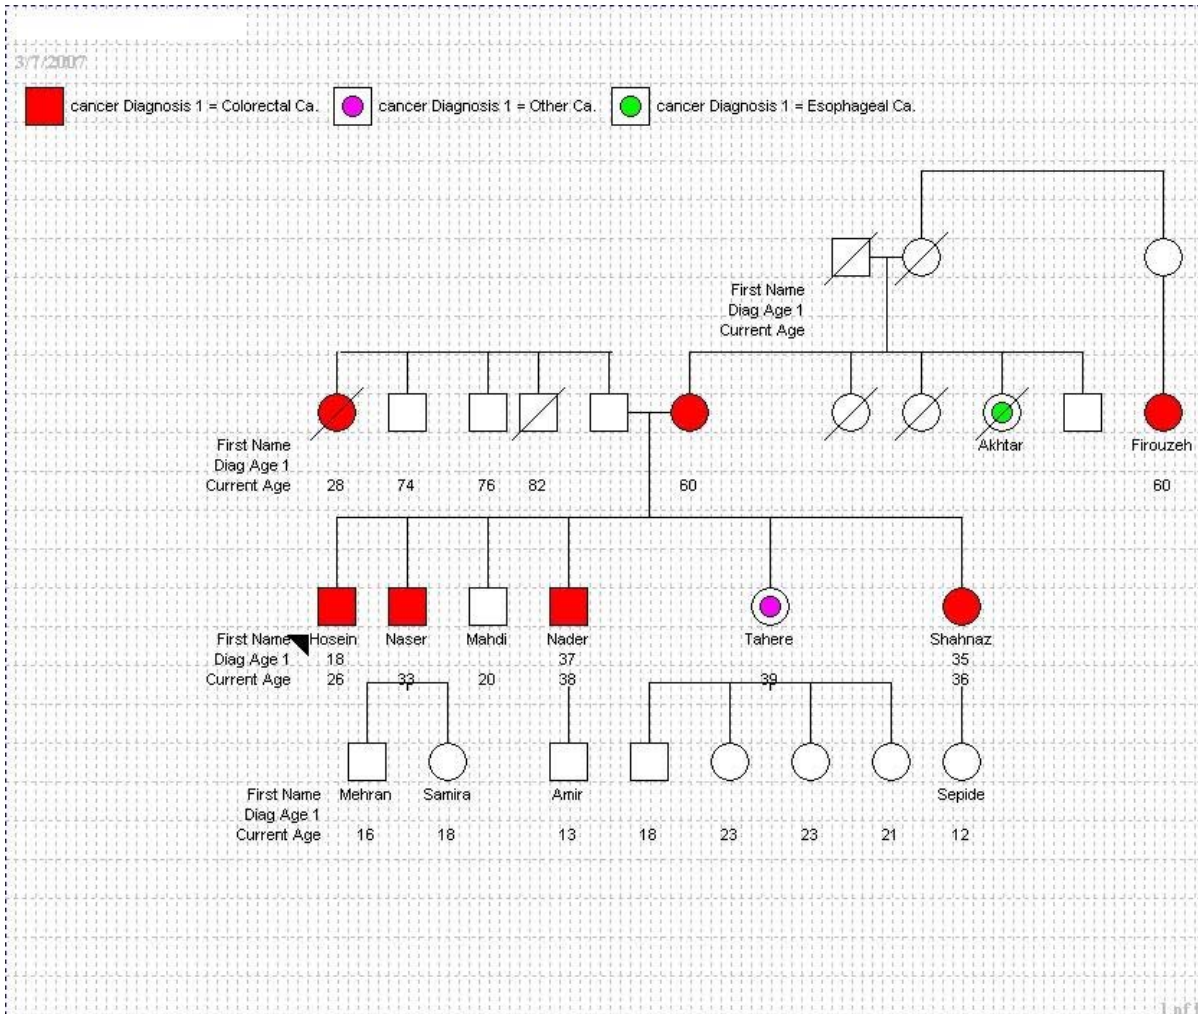 3/7/2007
cancer Diagnosis 1 = Colorectal Ca. cancer Diagnosis 1 = Other Ca. cancer Diagnosis 1 = Esophageal Ca.
First Name
Diag Age 1
Current Age
First Name Akhtar Firouzeh
Diag Age 1
Current Age 28 74 76 82 60 60
First Name Hosein Naser Mahdi Nader Tahere Shahnaz
Diag Age 1 18 37 35
Current Age 26 33 20 38 39 36
First Name Mehran Samira Amir Sepide
Diag Age 1
Current Age 16 18 13 18 23 23 21 12
1 of